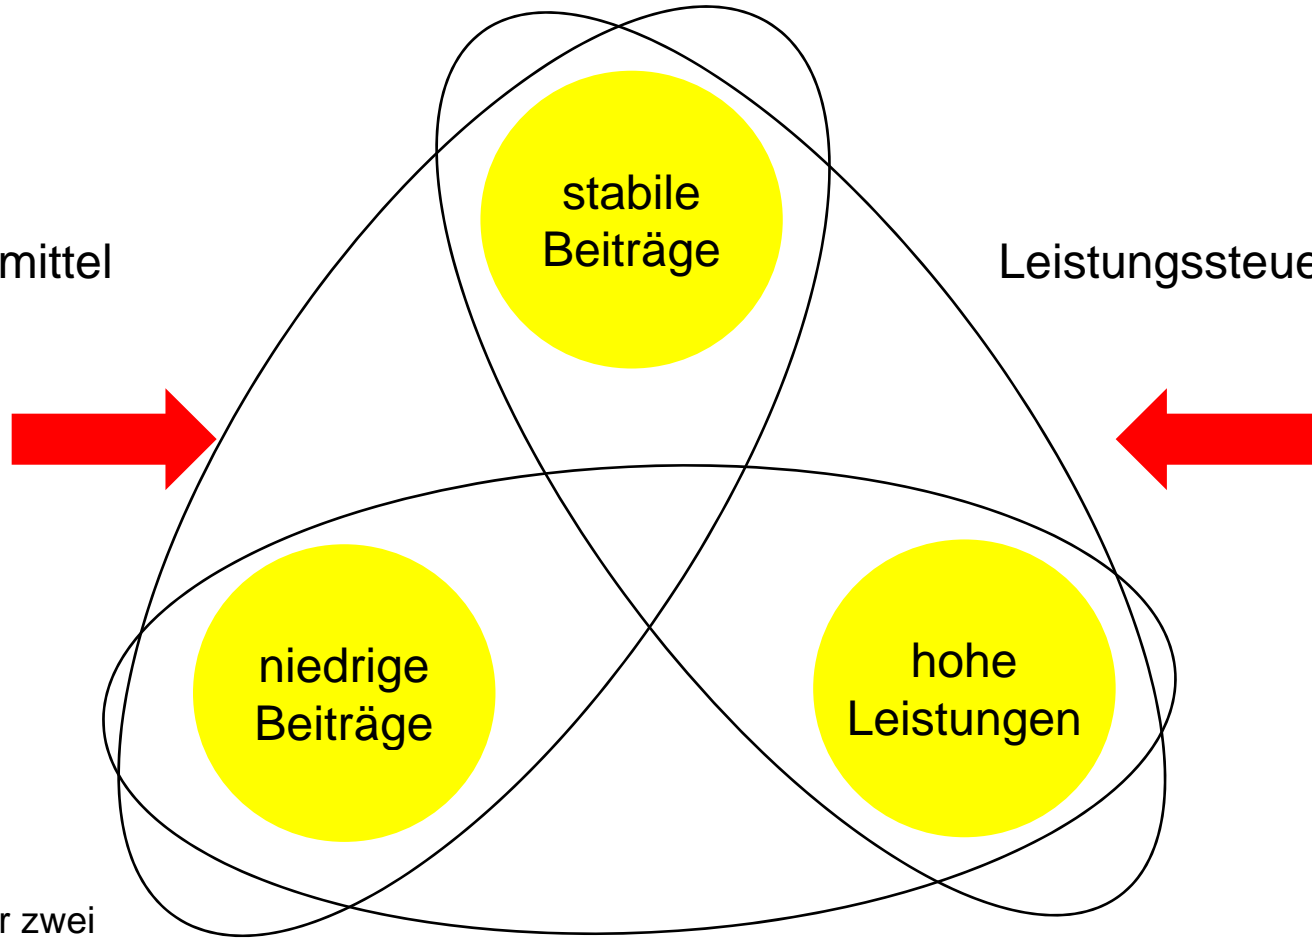 stabile
Beiträge
mittel
Leistungssteue
niedrige
Beiträge
hohe
Leistungen
r zwei